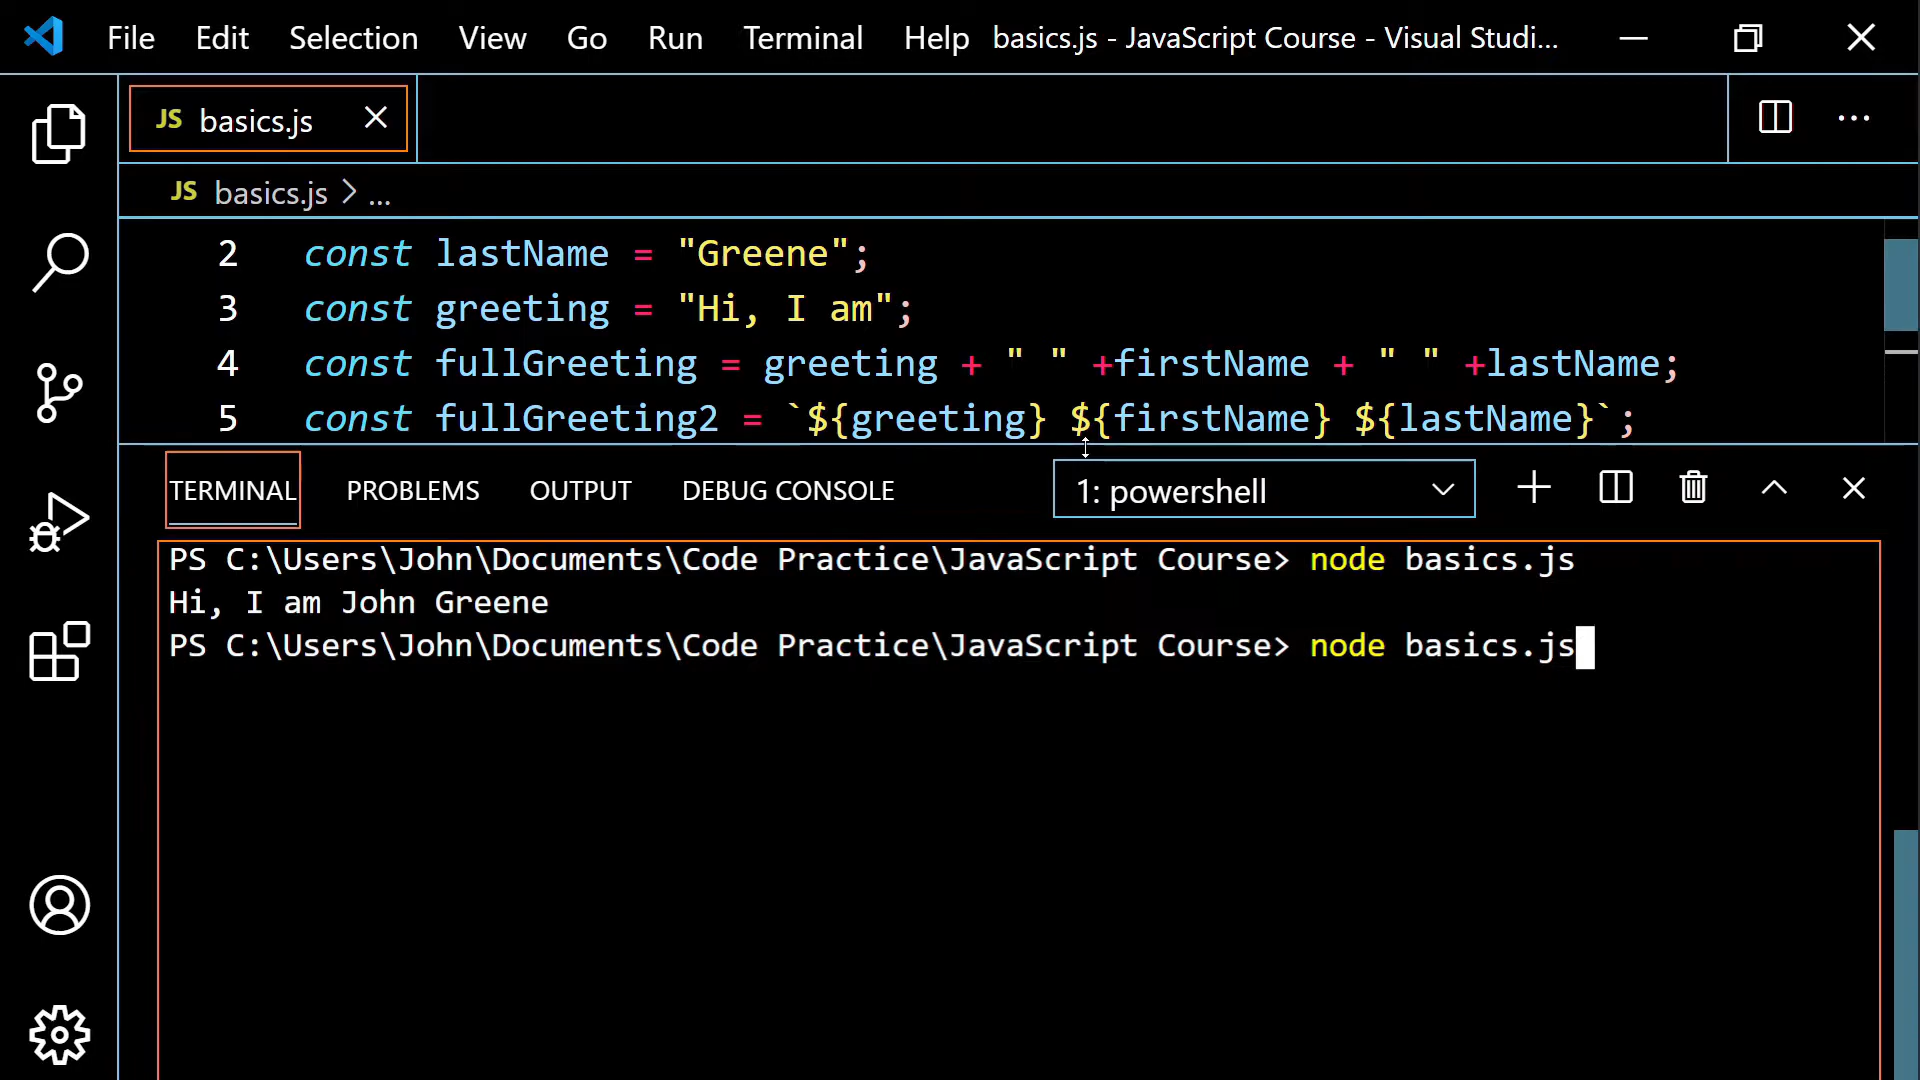 File Edit Selection View Go Run Terminal Help basics.js - JavaScript Course - Visual Studi...
JS basics.js
JS basics.js > ...
2 const lastName = "Greene";
3 const greeting = "Hi, I am";
4 const fullGreeting = greeting + " " +firstName + " " +lastName;
5 const fullGreeting2 = `${greeting} ${firstName} ${lastName}`;
TERMINAL PROBLEMS OUTPUT DEBUG CONSOLE 1: powershell
PS C:\Users\John\Documents\Code Practice\JavaScript Course> node basics.js
Hi, I am John Greene
PS C:\Users\John\Documents\Code Practice\JavaScript Course> node basics.js